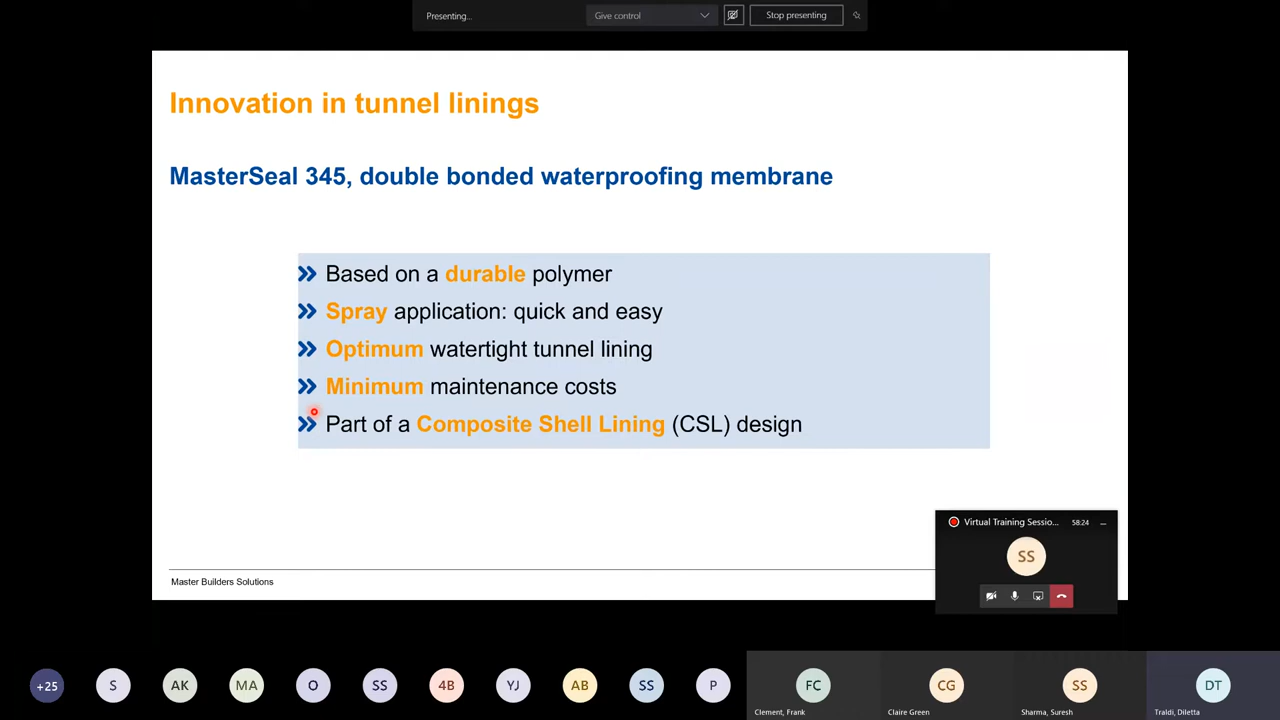 Presenting...
Give control
Stop presenting
Innovation in tunnel linings
MasterSeal 345, double bonded waterproofing membrane
Based on a durable polymer
Spray application: quick and easy
Optimum watertight tunnel lining
Minimum maintenance costs
Part of a Composite Shell Lining (CSL) design
Virtual Training Sessio... 58:24
SS
Master Builders Solutions
+25 S AK MA O SS 4B YJ AB SS P FC CG SS DT
Clement, Frank Claire Green Sharma, Suresh Traldi, Diletta